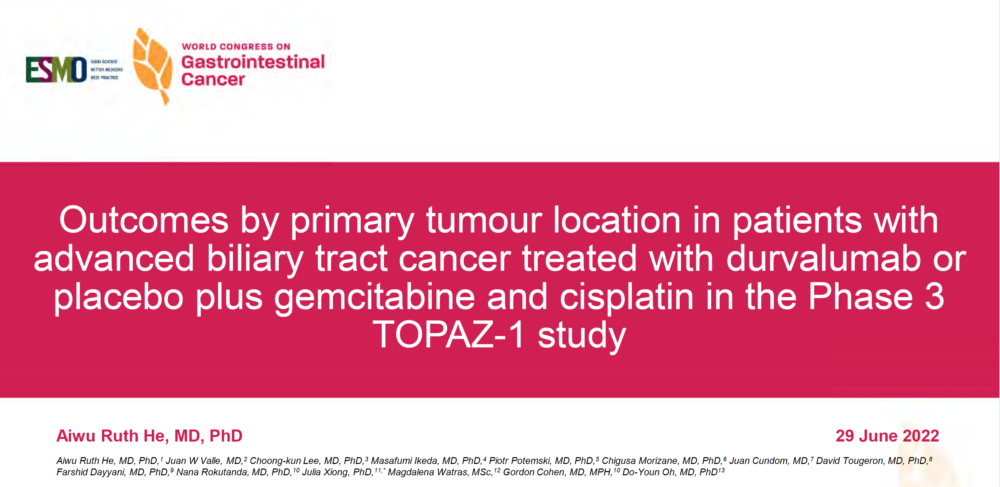 ESMO
GOOD SCIENCE
BETTER MEDICINE
BEST PRACTICE
WORLD CONGRESS ON
Gastrointestinal
Cancer
Outcomes by primary tumour location in patients with
advanced biliary tract cancer treated with durvalumab or
placebo plus gemcitabine and cisplatin in the Phase 3
TOPAZ-1 study
Aiwu Ruth He, MD, PhD
29 June 2022
Aiwu Ruth He, MD, PhD,¹ Juan W Valle, MD,² Choong-kun Lee, MD, PhD,³ Masafumi Ikeda, MD, PhD,⁴ Piotr Potemski, MD, PhD,⁵ Chigusa Morizane, MD, PhD,⁶ Juan Cundom, MD,⁷ David Tougeron, MD, PhD,⁸
Farshid Dayyani, MD, PhD,⁹ Nana Rokutanda, MD, PhD,¹⁰ Julia Xiong, PhD,¹¹,* Magdalena Watras, MSc,¹² Gordon Cohen, MD, MPH,¹⁰ Do-Youn Oh, MD, PhD¹³